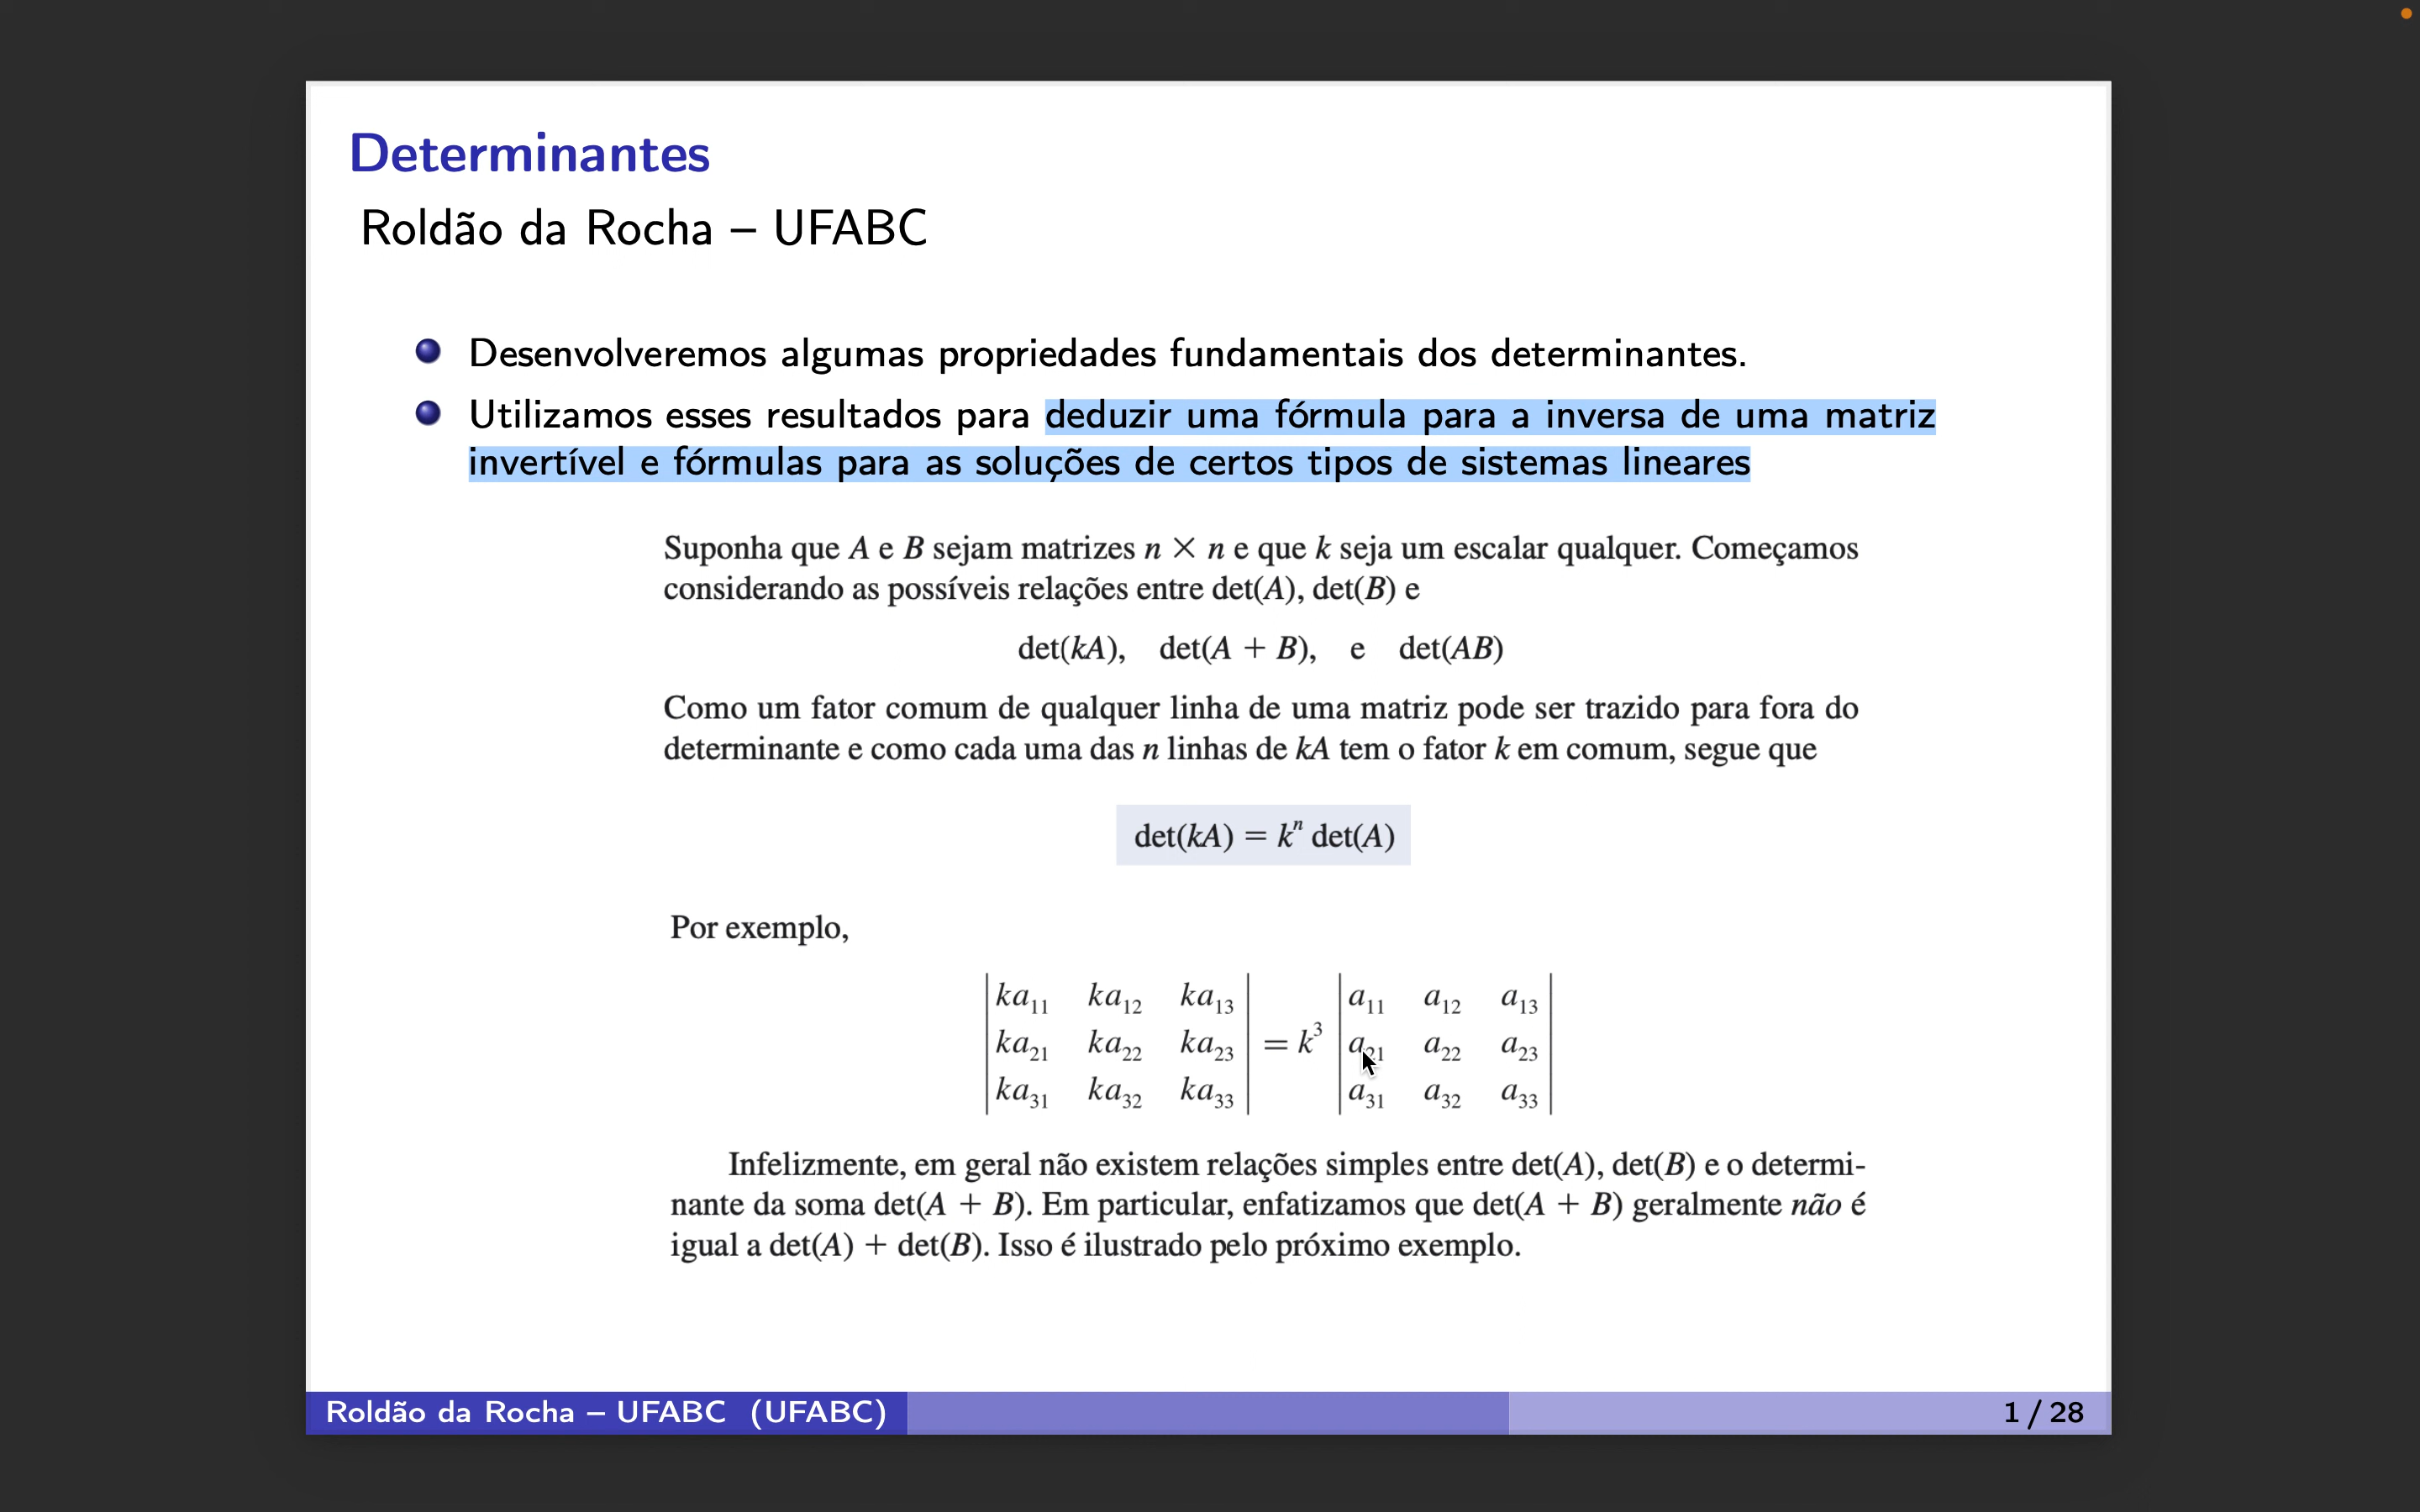 Determinantes
Roldão da Rocha – UFABC
Desenvolveremos algumas propriedades fundamentais dos determinantes.
Utilizamos esses resultados para deduzir uma fórmula para a inversa de uma matriz
invertível e fórmulas para as soluções de certos tipos de sistemas lineares
Suponha que A e B sejam matrizes n × n e que k seja um escalar qualquer. Começamos
considerando as possíveis relações entre det(A), det(B) e
det(kA), det(A + B), e det(AB)
Como um fator comum de qualquer linha de uma matriz pode ser trazido para fora do
determinante e como cada uma das n linhas de kA tem o fator k em comum, segue que
det(kA) = kⁿ det(A)
Por exemplo,
| ka₁₁ ka₁₂ ka₁₃ | | a₁₁ a₁₂ a₁₃ |
| ka₂₁ ka₂₂ ka₂₃ | = k³ | a₂₁ a₂₂ a₂₃ |
| ka₃₁ ka₃₂ ka₃₃ | | a₃₁ a₃₂ a₃₃ |
Infelizmente, em geral não existem relações simples entre det(A), det(B) e o determi-
nante da soma det(A + B). Em particular, enfatizamos que det(A + B) geralmente não é
igual a det(A) + det(B). Isso é ilustrado pelo próximo exemplo.
Roldão da Rocha – UFABC (UFABC)
1 / 28